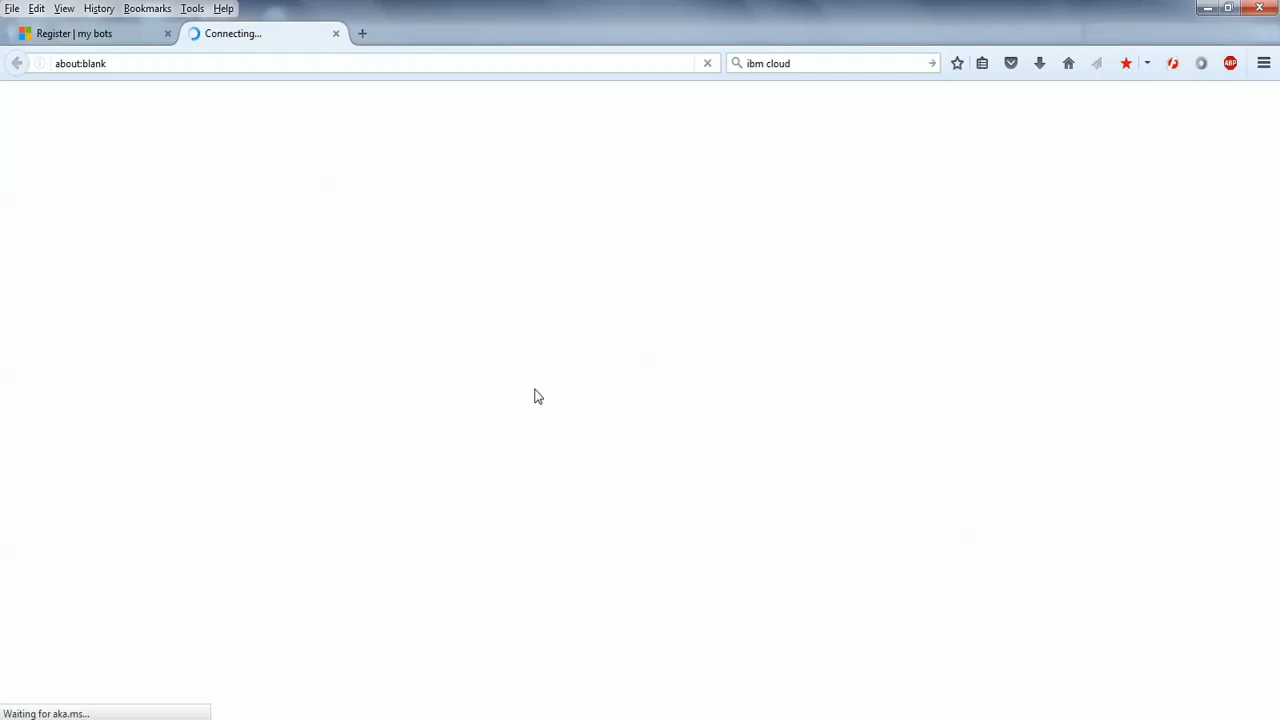 File Edit View History Bookmarks Tools Help
Register | my bots Connecting...
about:blank ibm cloud ABP
Waiting for aka.ms...